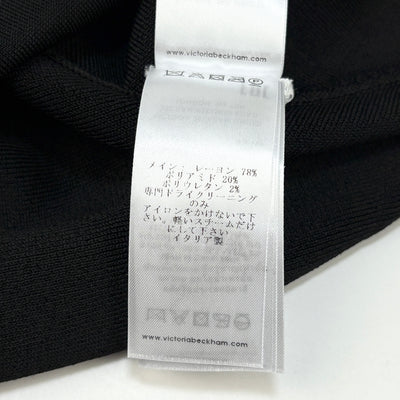 www.victoriabeckham.com
メイン: レーヨン 78%
ポリアミド 20%
ポリウレタン 2%
専門ドライクリーニング
のみ
アイロンをかけないで下
さい。軽いスチームだけ
にして下さい
イタリア製
www.victoriabeckham.com